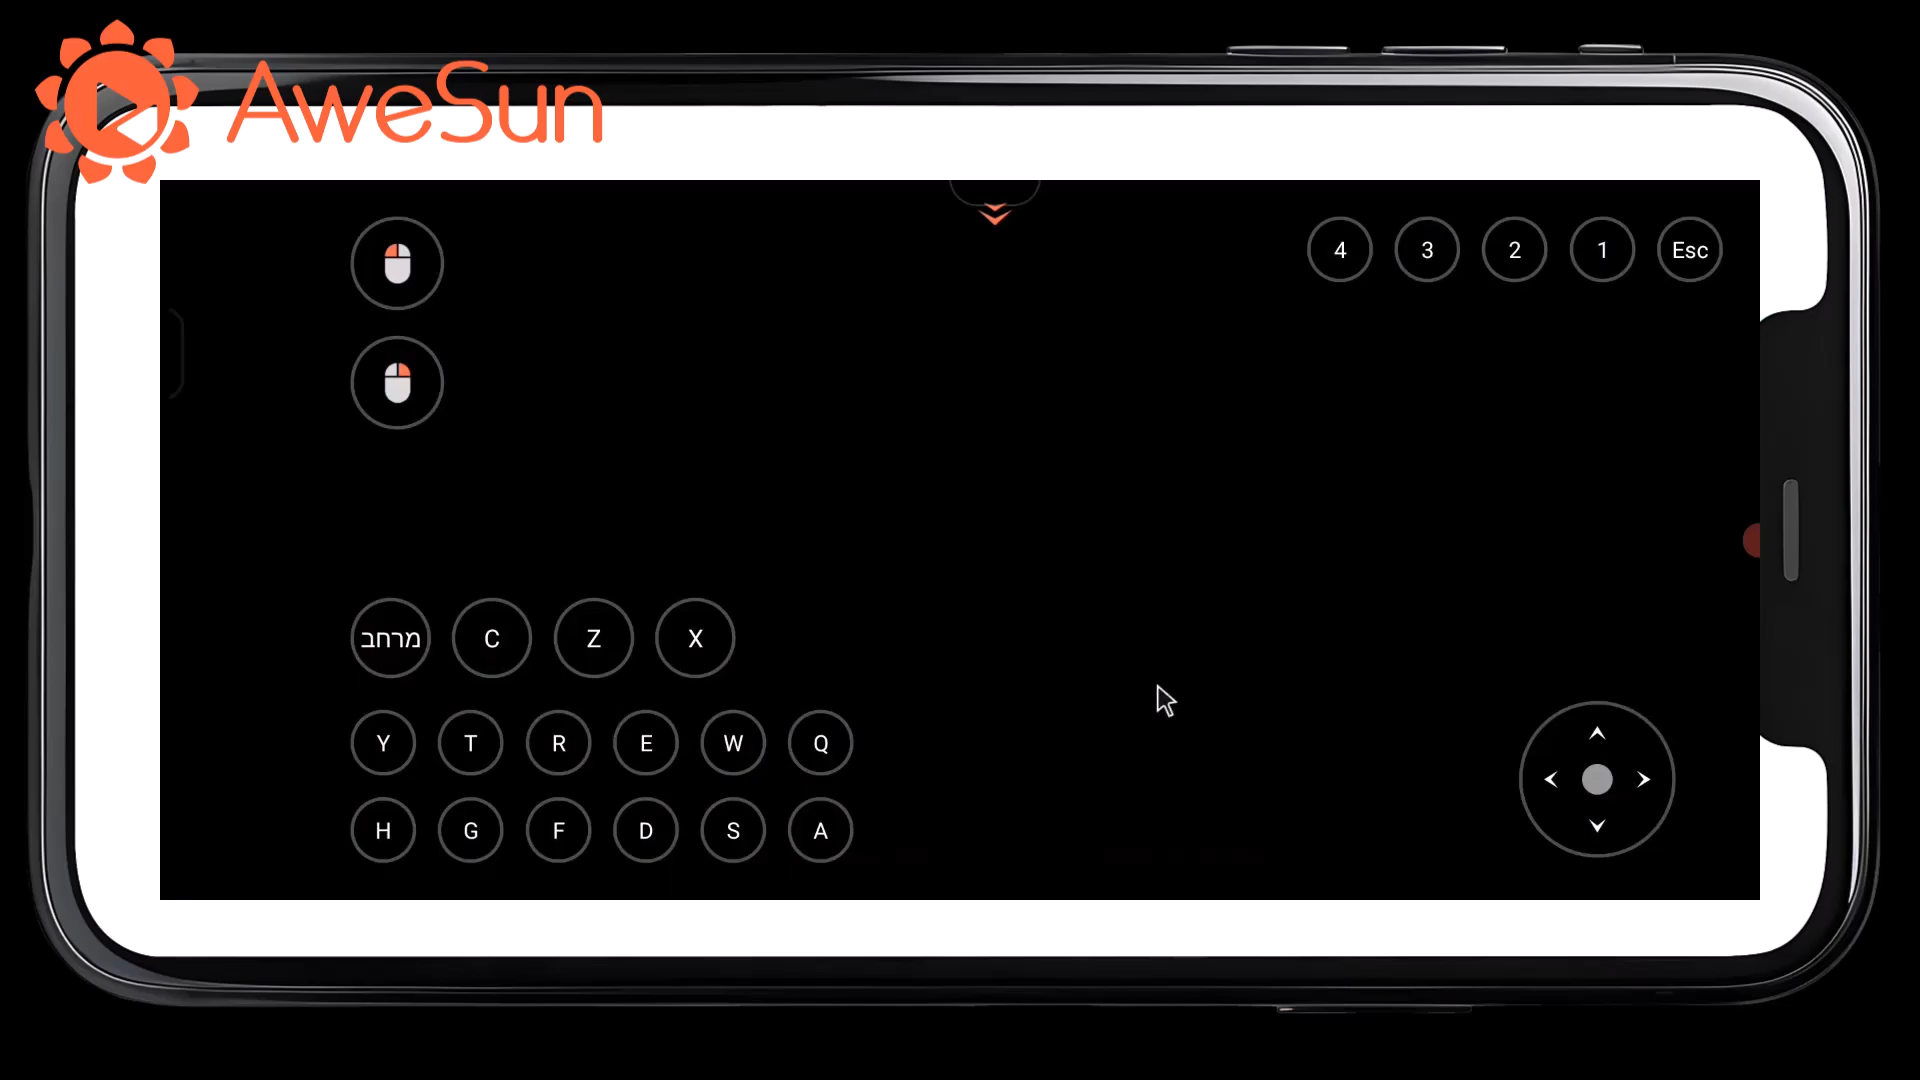 AweSun
4 3 2 1 Esc
מרחב C Z X
Y T R E W Q
H G F D S A